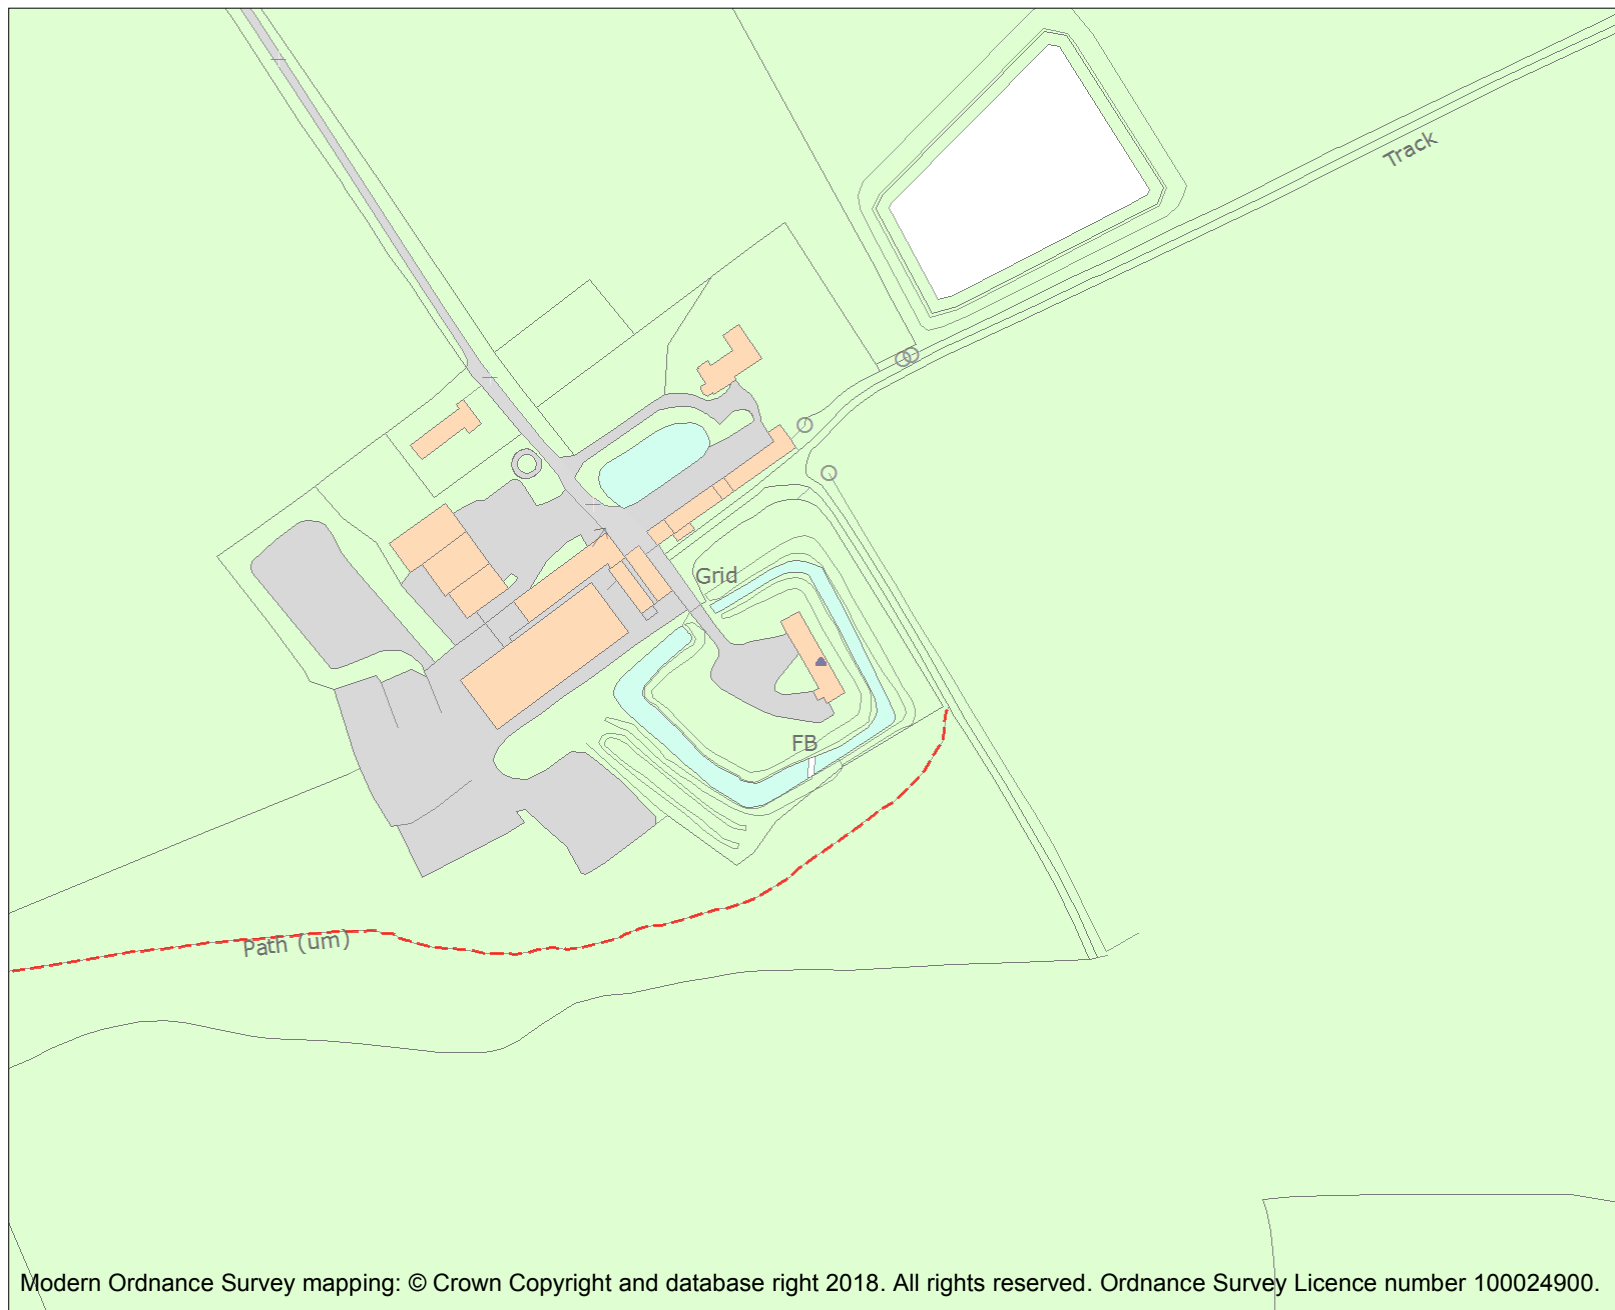 Track
Grid
FB
Path (um)
Modern Ordnance Survey mapping: © Crown Copyright and database right 2018. All rights reserved. Ordnance Survey Licence number 100024900.